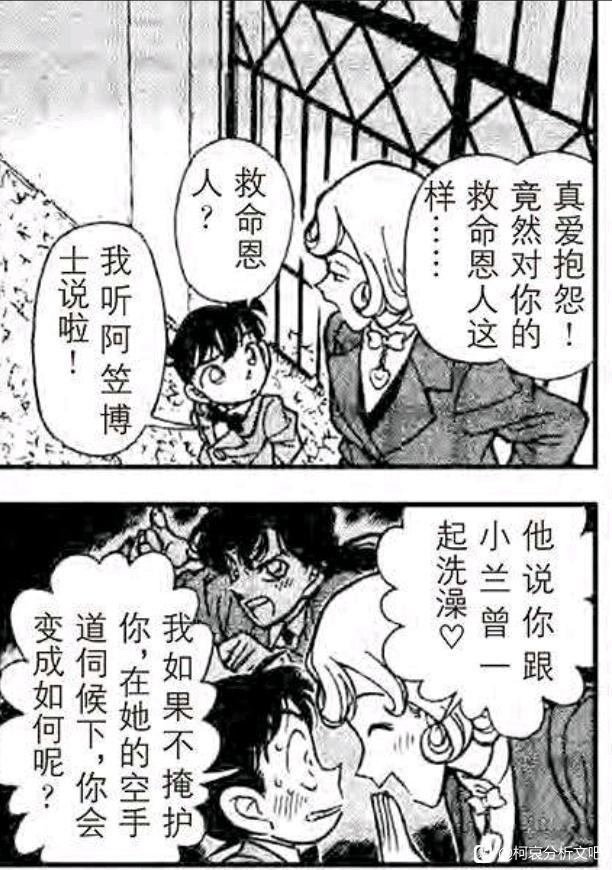 真爱抱怨！
竟然对你的
救命恩人这
样……
救命恩
人？
我听阿笠博
士说啦！
他说你跟
小兰曾一
起洗澡♡
我如果不掩护
你，在她的空手
道伺候下，你会
变成如何呢？
@柯哀分析文吧